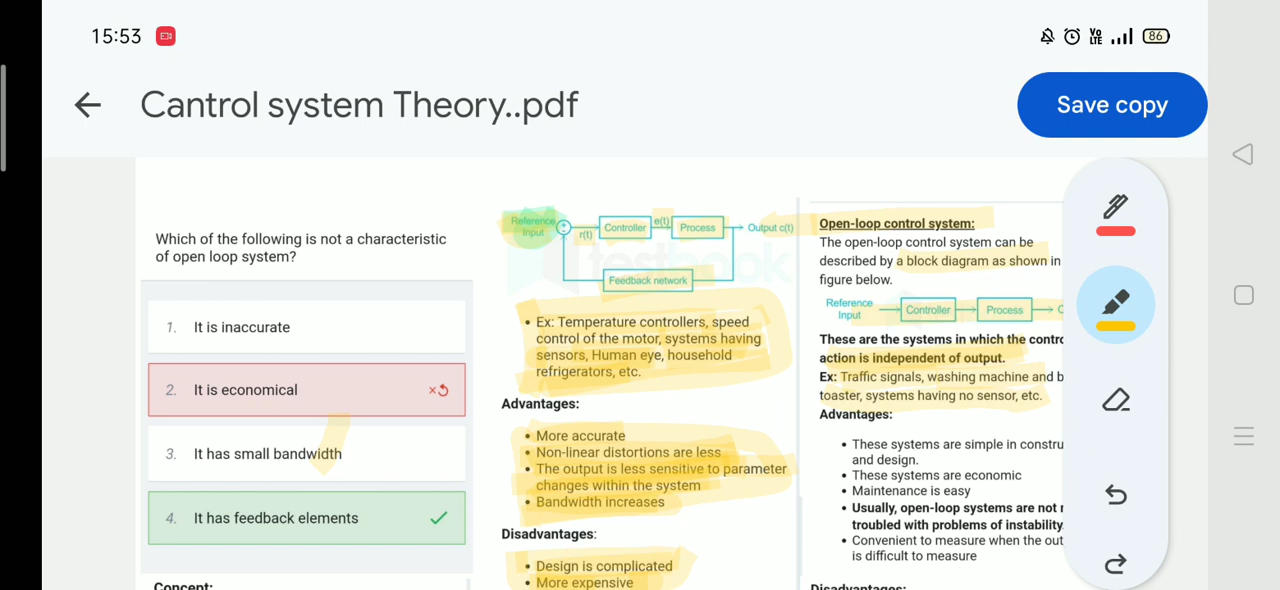 15:53
VO
LTE
86
Cantrol system Theory..pdf
Save copy
Which of the following is not a characteristic
of open loop system?
1. It is inaccurate
2. It is economical
3. It has small bandwidth
4. It has feedback elements
Concept:
Reference
Input
r(t)
Controller
e(t)
Process
Output c(t)
Feedback network
testbook
• Ex: Temperature controllers, speed
control of the motor, systems having
sensors, Human eye, household
refrigerators, etc.
Advantages:
• More accurate
• Non-linear distortions are less
• The output is less sensitive to parameter
changes within the system
• Bandwidth increases
Disadvantages:
• Design is complicated
• More expensive
Open-loop control system:
The open-loop control system can be
described by a block diagram as shown in
figure below.
Reference
Input
Controller
Process
These are the systems in which the contro
action is independent of output.
Ex: Traffic signals, washing machine and b
toaster, systems having no sensor, etc.
Advantages:
• These systems are simple in constru
and design.
• These systems are economic
• Maintenance is easy
• Usually, open-loop systems are not
troubled with problems of instability
• Convenient to measure when the out
is difficult to measure
Disadvantages: